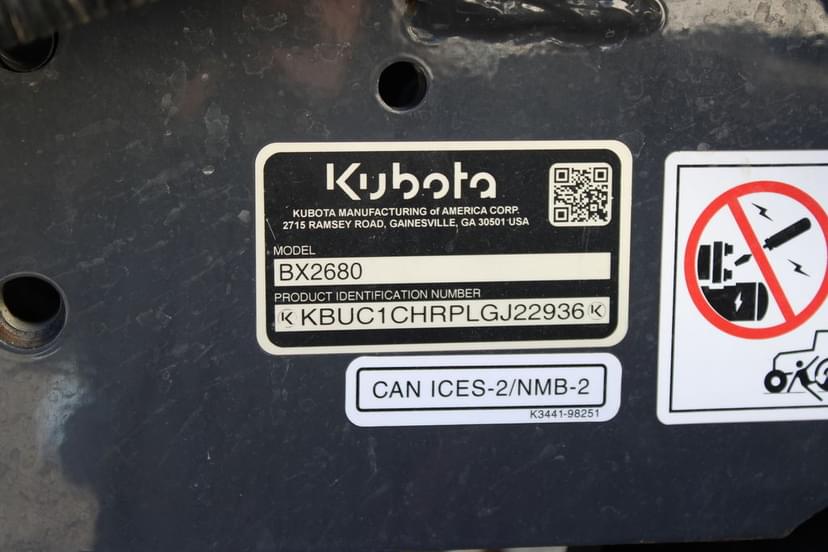 Kubota
KUBOTA MANUFACTURING of AMERICA CORP.
2715 RAMSEY ROAD, GAINESVILLE, GA 30501 USA
MODEL
BX2680
PRODUCT IDENTIFICATION NUMBER
KBUC1CHRPLGJ22936
CAN ICES-2/NMB-2
K3441-98251